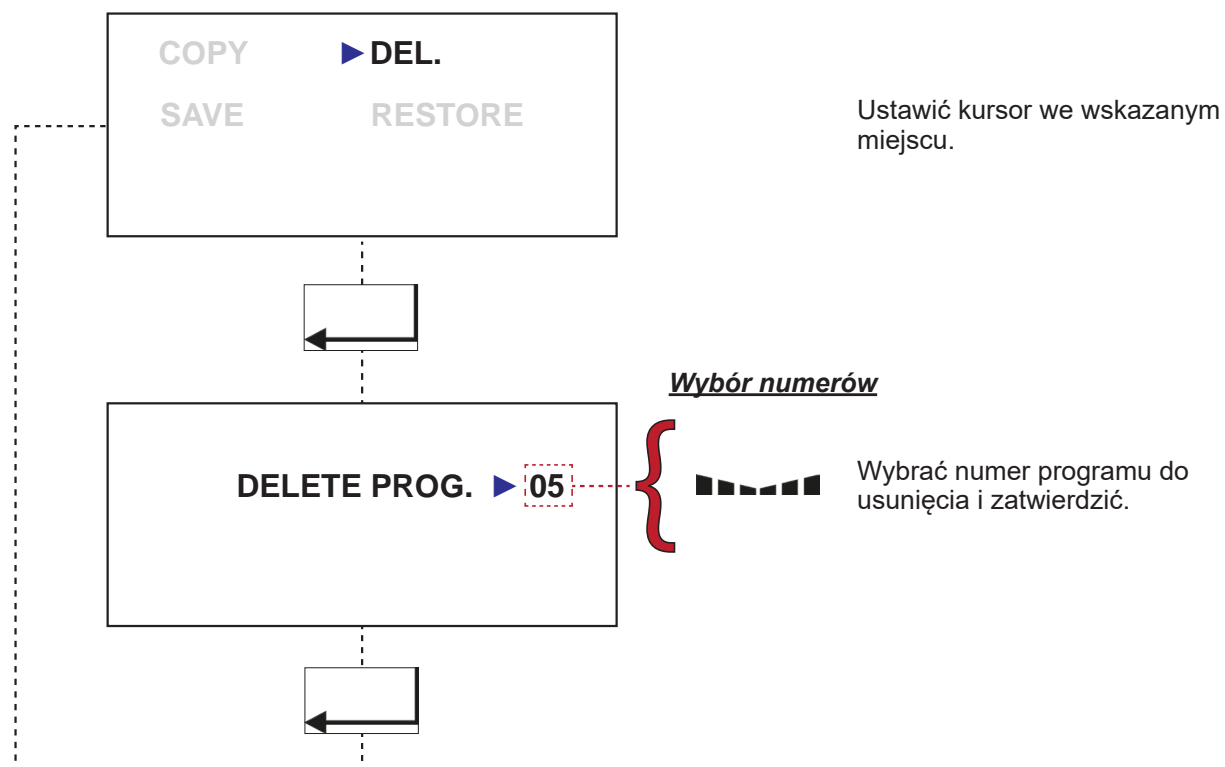 COPY ►DEL.
SAVE RESTORE
Ustawić kursor we wskazanym
miejscu.
Wybór numerów
DELETE PROG. ► 05
Wybrać numer programu do
usunięcia i zatwierdzić.